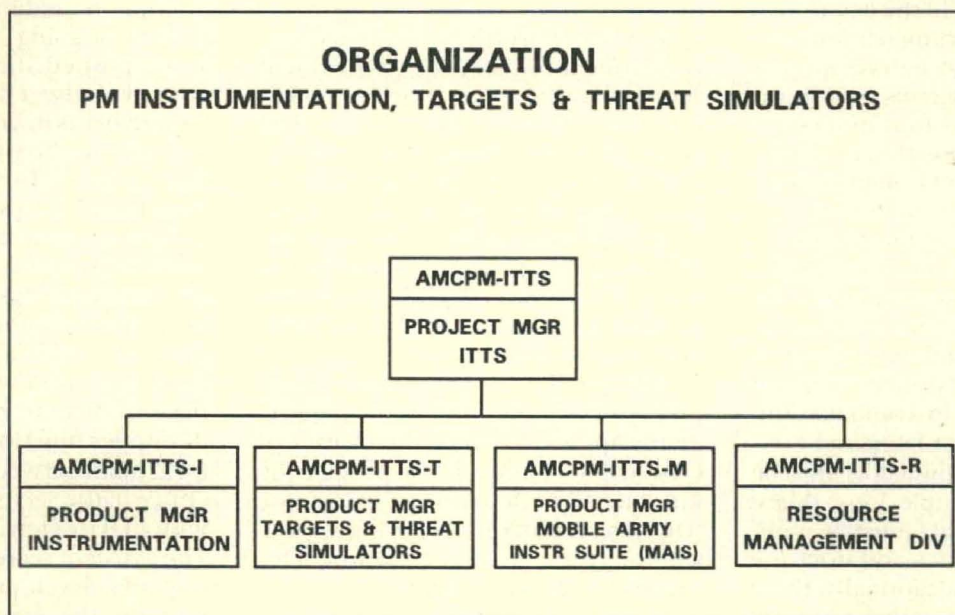 ORGANIZATION
PM INSTRUMENTATION, TARGETS & THREAT SIMULATORS
AMCPM-ITTS
PROJECT MGR
ITTS
AMCPM-ITTS-I
PRODUCT MGR
INSTRUMENTATION
AMCPM-ITTS-T
PRODUCT MGR
TARGETS & THREAT
SIMULATORS
AMCPM-ITTS-M
PRODUCT MGR
MOBILE ARMY
INSTR SUITE (MAIS)
AMCPM-ITTS-R
RESOURCE
MANAGEMENT DIV